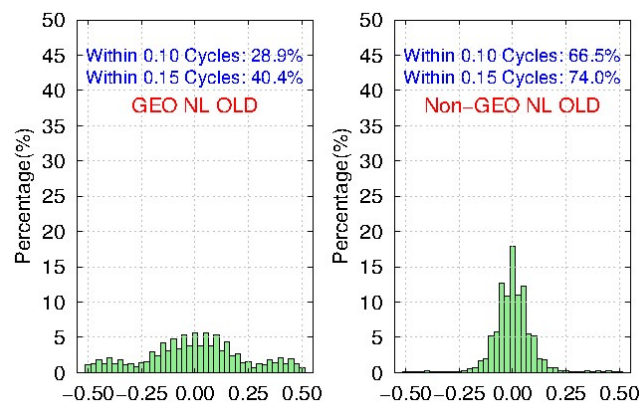 50
45
40
35
30
25
20
15
10
5
0
Percentage(%)
Within 0.10 Cycles: 28.9%
Within 0.15 Cycles: 40.4%
GEO NL OLD
−0.50−0.25 0.00 0.25 0.50
50
45
40
35
30
25
20
15
10
5
0
Percentage(%)
Within 0.10 Cycles: 66.5%
Within 0.15 Cycles: 74.0%
Non−GEO NL OLD
−0.50−0.25 0.00 0.25 0.50